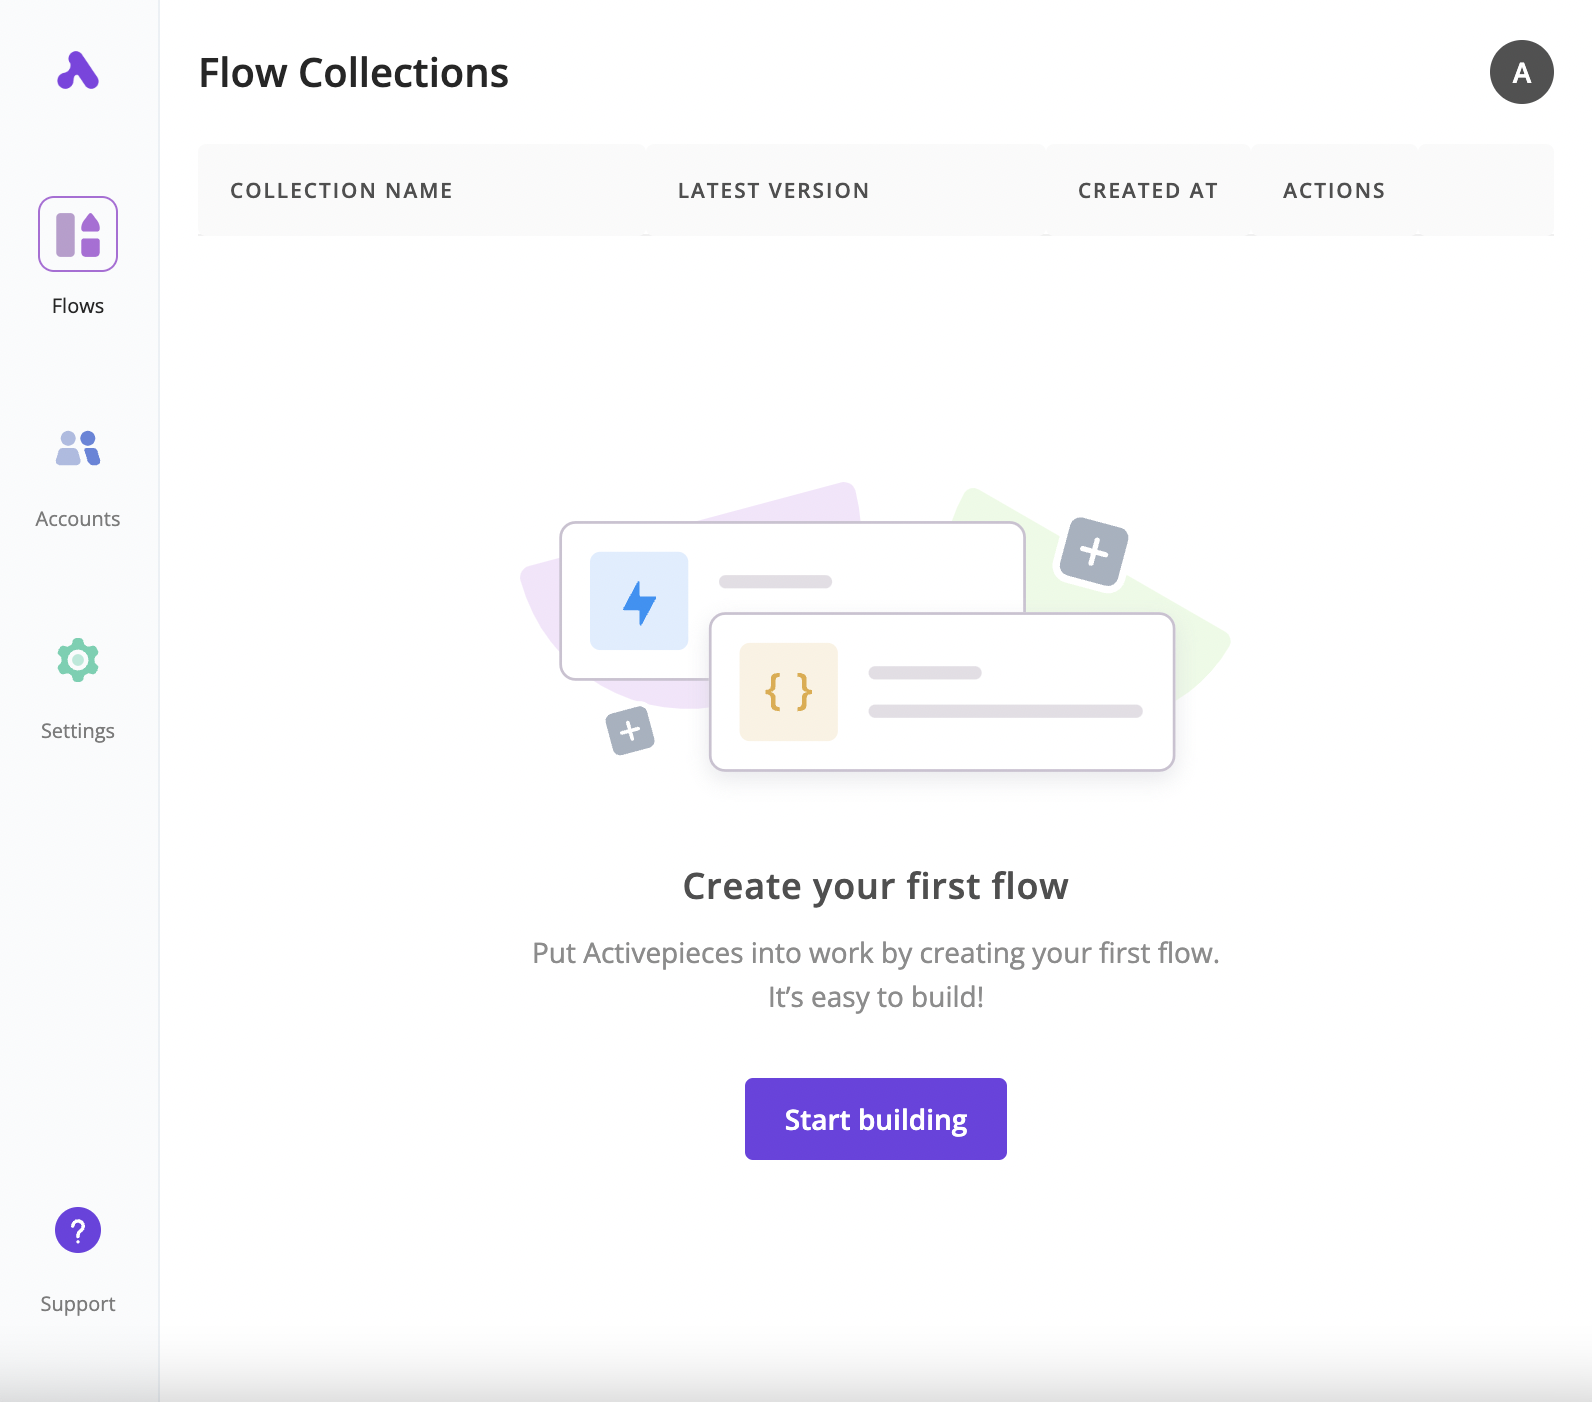 Flow Collections
A
COLLECTION NAME
LATEST VERSION
CREATED AT
ACTIONS
Flows
Accounts
Settings
{ }
Create your first flow
Put Activepieces into work by creating your first flow.
It’s easy to build!
Start building
?
Support